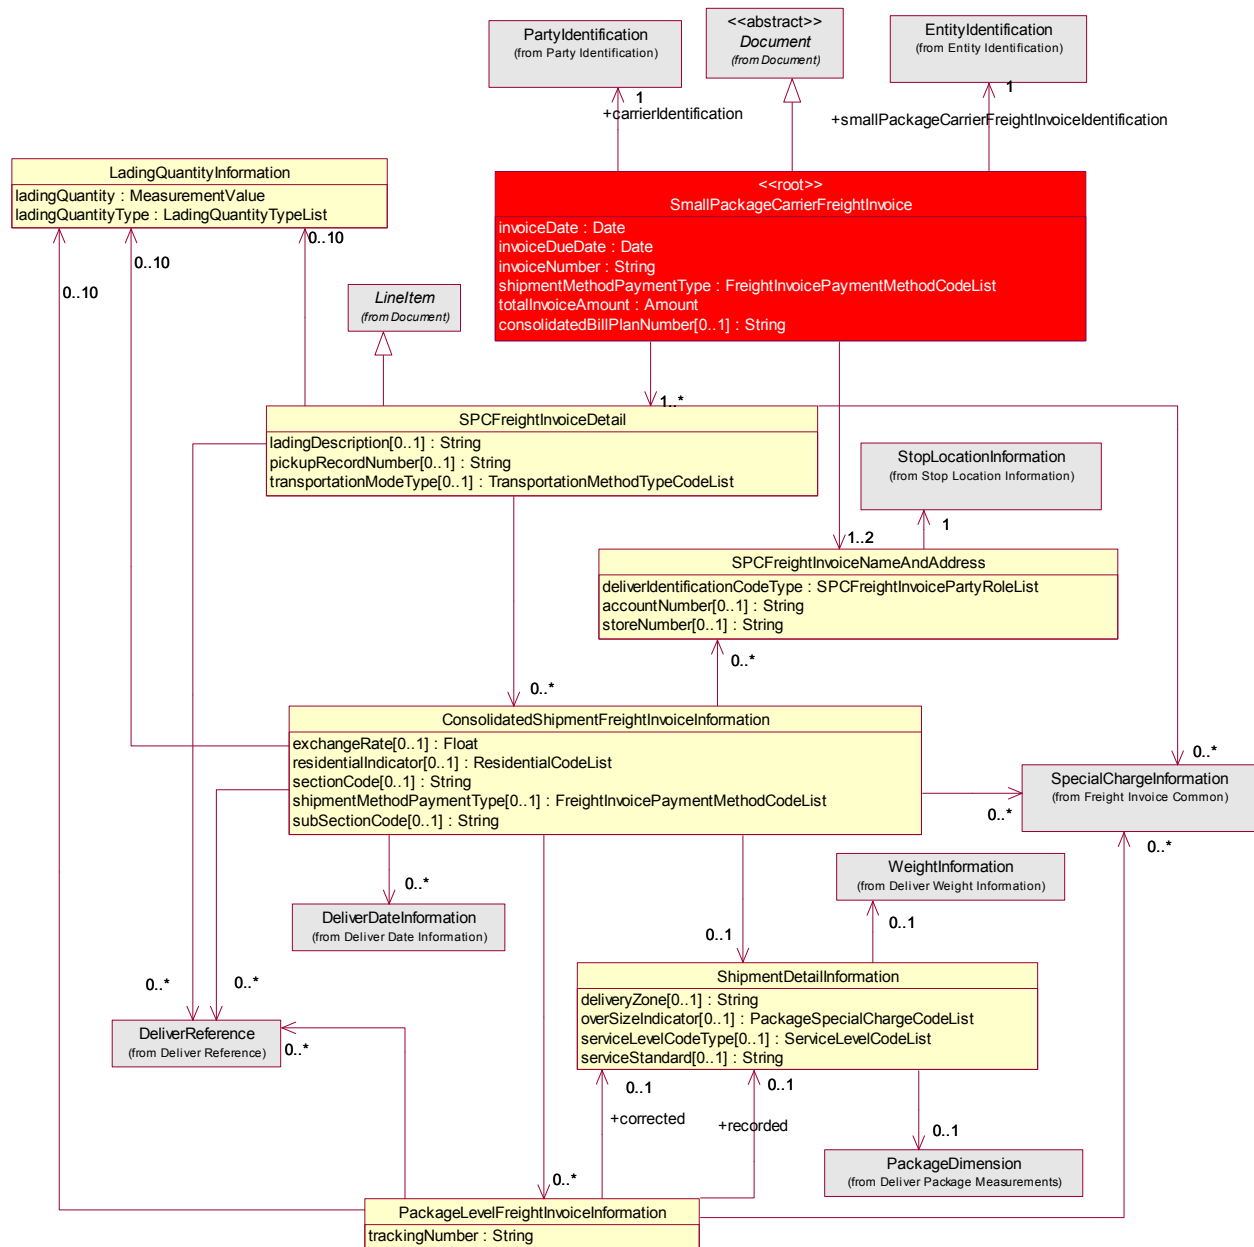 PartyIdentification
(from Party Identification)
<<abstract>>
Document
(from Document)
EntityIdentification
(from Entity Identification)
1
+carrierIdentification
1
+smallPackageCarrierFreightInvoiceIdentification
LadingQuantityInformation
ladingQuantity : MeasurementValue
ladingQuantityType : LadingQuantityTypeList
<<root>>
SmallPackageCarrierFreightInvoice
invoiceDate : Date
invoiceDueDate : Date
invoiceNumber : String
shipmentMethodPaymentType : FreightInvoicePaymentMethodCodeList
totalInvoiceAmount : Amount
consolidatedBillPlanNumber[0..1] : String
0..10
0..10
0..10
LineItem
(from Document)
1..*
SPCFreightInvoiceDetail
ladingDescription[0..1] : String
pickupRecordNumber[0..1] : String
transportationModeType[0..1] : TransportationMethodTypeCodeList
StopLocationInformation
(from Stop Location Information)
1
1..2
SPCFreightInvoiceNameAndAddress
deliverIdentificationCodeType : SPCFreightInvoicePartyRoleList
accountNumber[0..1] : String
storeNumber[0..1] : String
0..*
0..*
ConsolidatedShipmentFreightInvoiceInformation
exchangeRate[0..1] : Float
residentialIndicator[0..1] : ResidentialCodeList
sectionCode[0..1] : String
shipmentMethodPaymentType[0..1] : FreightInvoicePaymentMethodCodeList
subSectionCode[0..1] : String
0..*
SpecialChargeInformation
(from Freight Invoice Common)
0..*
0..*
WeightInformation
(from Deliver Weight Information)
0..1
0..*
DeliverDateInformation
(from Deliver Date Information)
0..1
ShipmentDetailInformation
deliveryZone[0..1] : String
overSizeIndicator[0..1] : PackageSpecialChargeCodeList
serviceLevelCodeType[0..1] : ServiceLevelCodeList
serviceStandard[0..1] : String
0..*
0..*
DeliverReference
(from Deliver Reference)
0..*
0..1
+corrected
0..1
+recorded
0..1
PackageDimension
(from Deliver Package Measurements)
0..*
PackageLevelFreightInvoiceInformation
trackingNumber : String